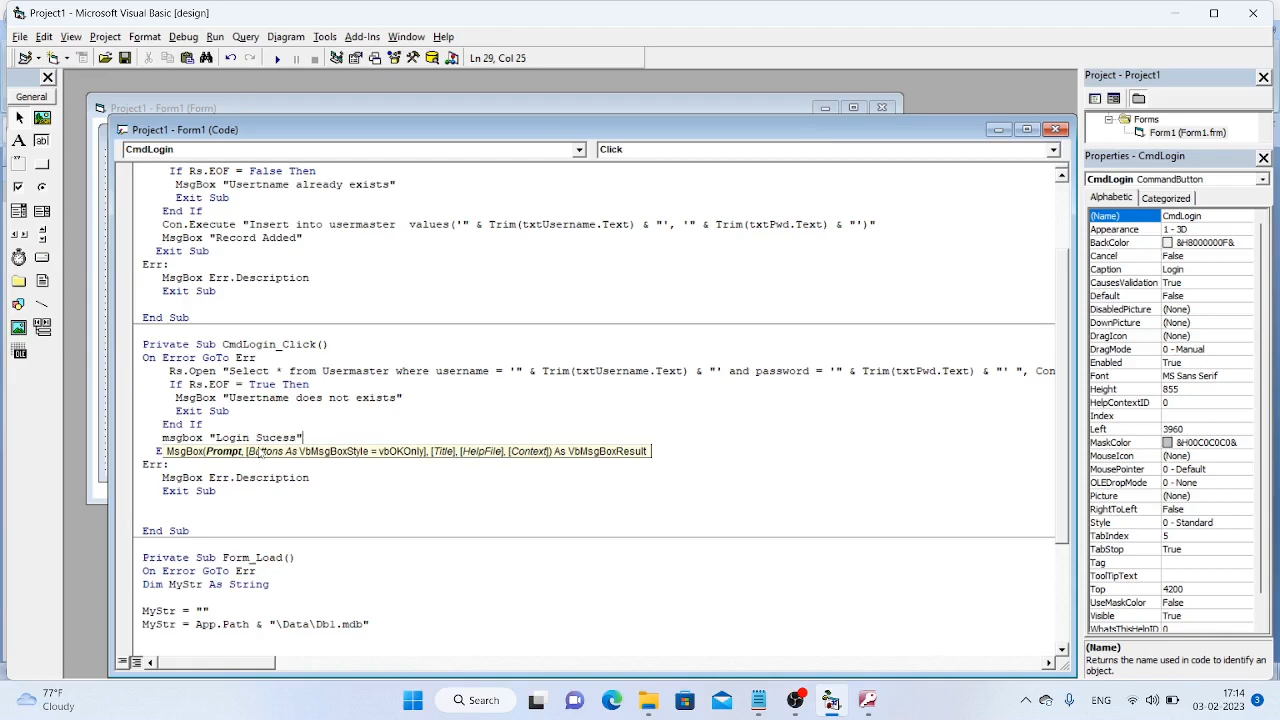 Project1 - Microsoft Visual Basic [design]
File Edit View Project Format Debug Run Query Diagram Tools Add-Ins Window Help
Ln 29, Col 25
General
Project1 - Form1 (Form)
Project1 - Form1 (Code)
CmdLogin Click
If Rs.EOF = False Then
MsgBox "Usertname already exists"
Exit Sub
End If
Con.Execute "Insert into usermaster values('" & Trim(txtUsername.Text) & "', '" & Trim(txtPwd.Text) & "')"
MsgBox "Record Added"
Exit Sub
Err:
MsgBox Err.Description
Exit Sub
End Sub
Private Sub CmdLogin_Click()
On Error GoTo Err
Rs.Open "Select * from Usermaster where username = '" & Trim(txtUsername.Text) & "' and password = '" & Trim(txtPwd.Text) & "' ", Con
If Rs.EOF = True Then
MsgBox "Usertname does not exists"
Exit Sub
End If
msgbox "Login Sucess"
E MsgBox(Prompt, [Buttons As VbMsgBoxStyle = vbOKOnly], [Title], [HelpFile], [Context]) As VbMsgBoxResult
Err:
MsgBox Err.Description
Exit Sub
End Sub
Private Sub Form_Load()
On Error GoTo Err
Dim MyStr As String
MyStr = ""
MyStr = App.Path & "\Data\Db1.mdb"
Project - Project1
Forms
Form1 (Form1.frm)
Properties - CmdLogin
CmdLogin CommandButton
Alphabetic Categorized
(Name) CmdLogin
Appearance 1 - 3D
BackColor &H8000000F&
Cancel False
Caption Login
CausesValidation True
Default False
DisabledPicture (None)
DownPicture (None)
DragIcon (None)
DragMode 0 - Manual
Enabled True
Font MS Sans Serif
Height 855
HelpContextID 0
Index
Left 3960
MaskColor &H00C0C0C0&
MouseIcon (None)
MousePointer 0 - Default
OLEDropMode 0 - None
Picture (None)
RightToLeft False
Style 0 - Standard
TabIndex 5
TabStop True
Tag
ToolTipText
Top 4200
UseMaskColor False
Visible True
WhatsThisHelpID 0
(Name)
Returns the name used in code to identify an
object.
77°F
Cloudy
Search
ENG
17:14
03-02-2023
3